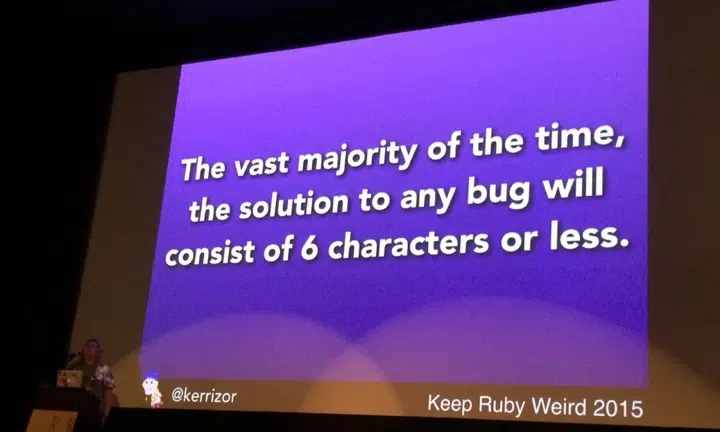 The vast majority of the time,
the solution to any bug will
consist of 6 characters or less.
@kerrizor
Keep Ruby Weird 2015